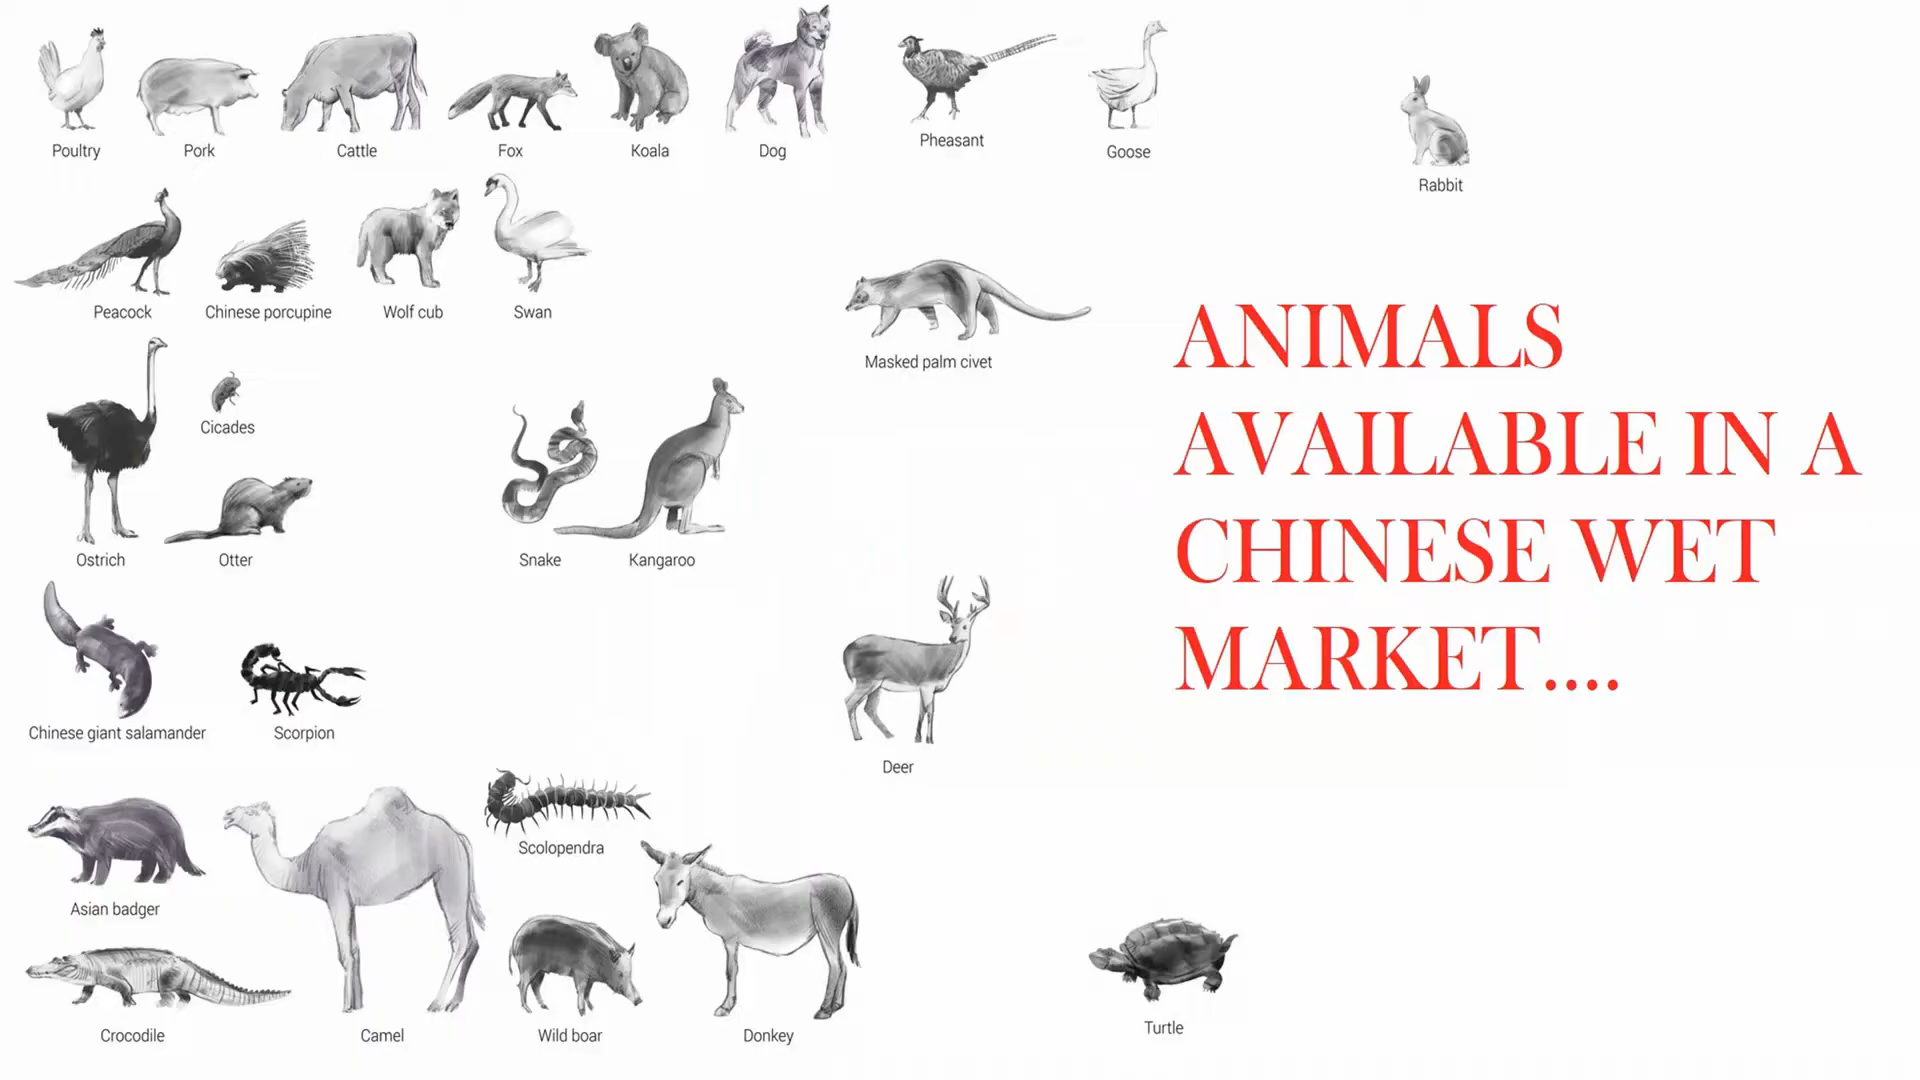 Poultry
Pork
Cattle
Fox
Koala
Dog
Pheasant
Goose
Rabbit
Peacock
Chinese porcupine
Wolf cub
Swan
Masked palm civet
Cicades
Ostrich
Otter
Snake
Kangaroo
ANIMALS
AVAILABLE IN A
CHINESE WET
MARKET....
Chinese giant salamander
Scorpion
Deer
Scolopendra
Asian badger
Crocodile
Camel
Wild boar
Donkey
Turtle